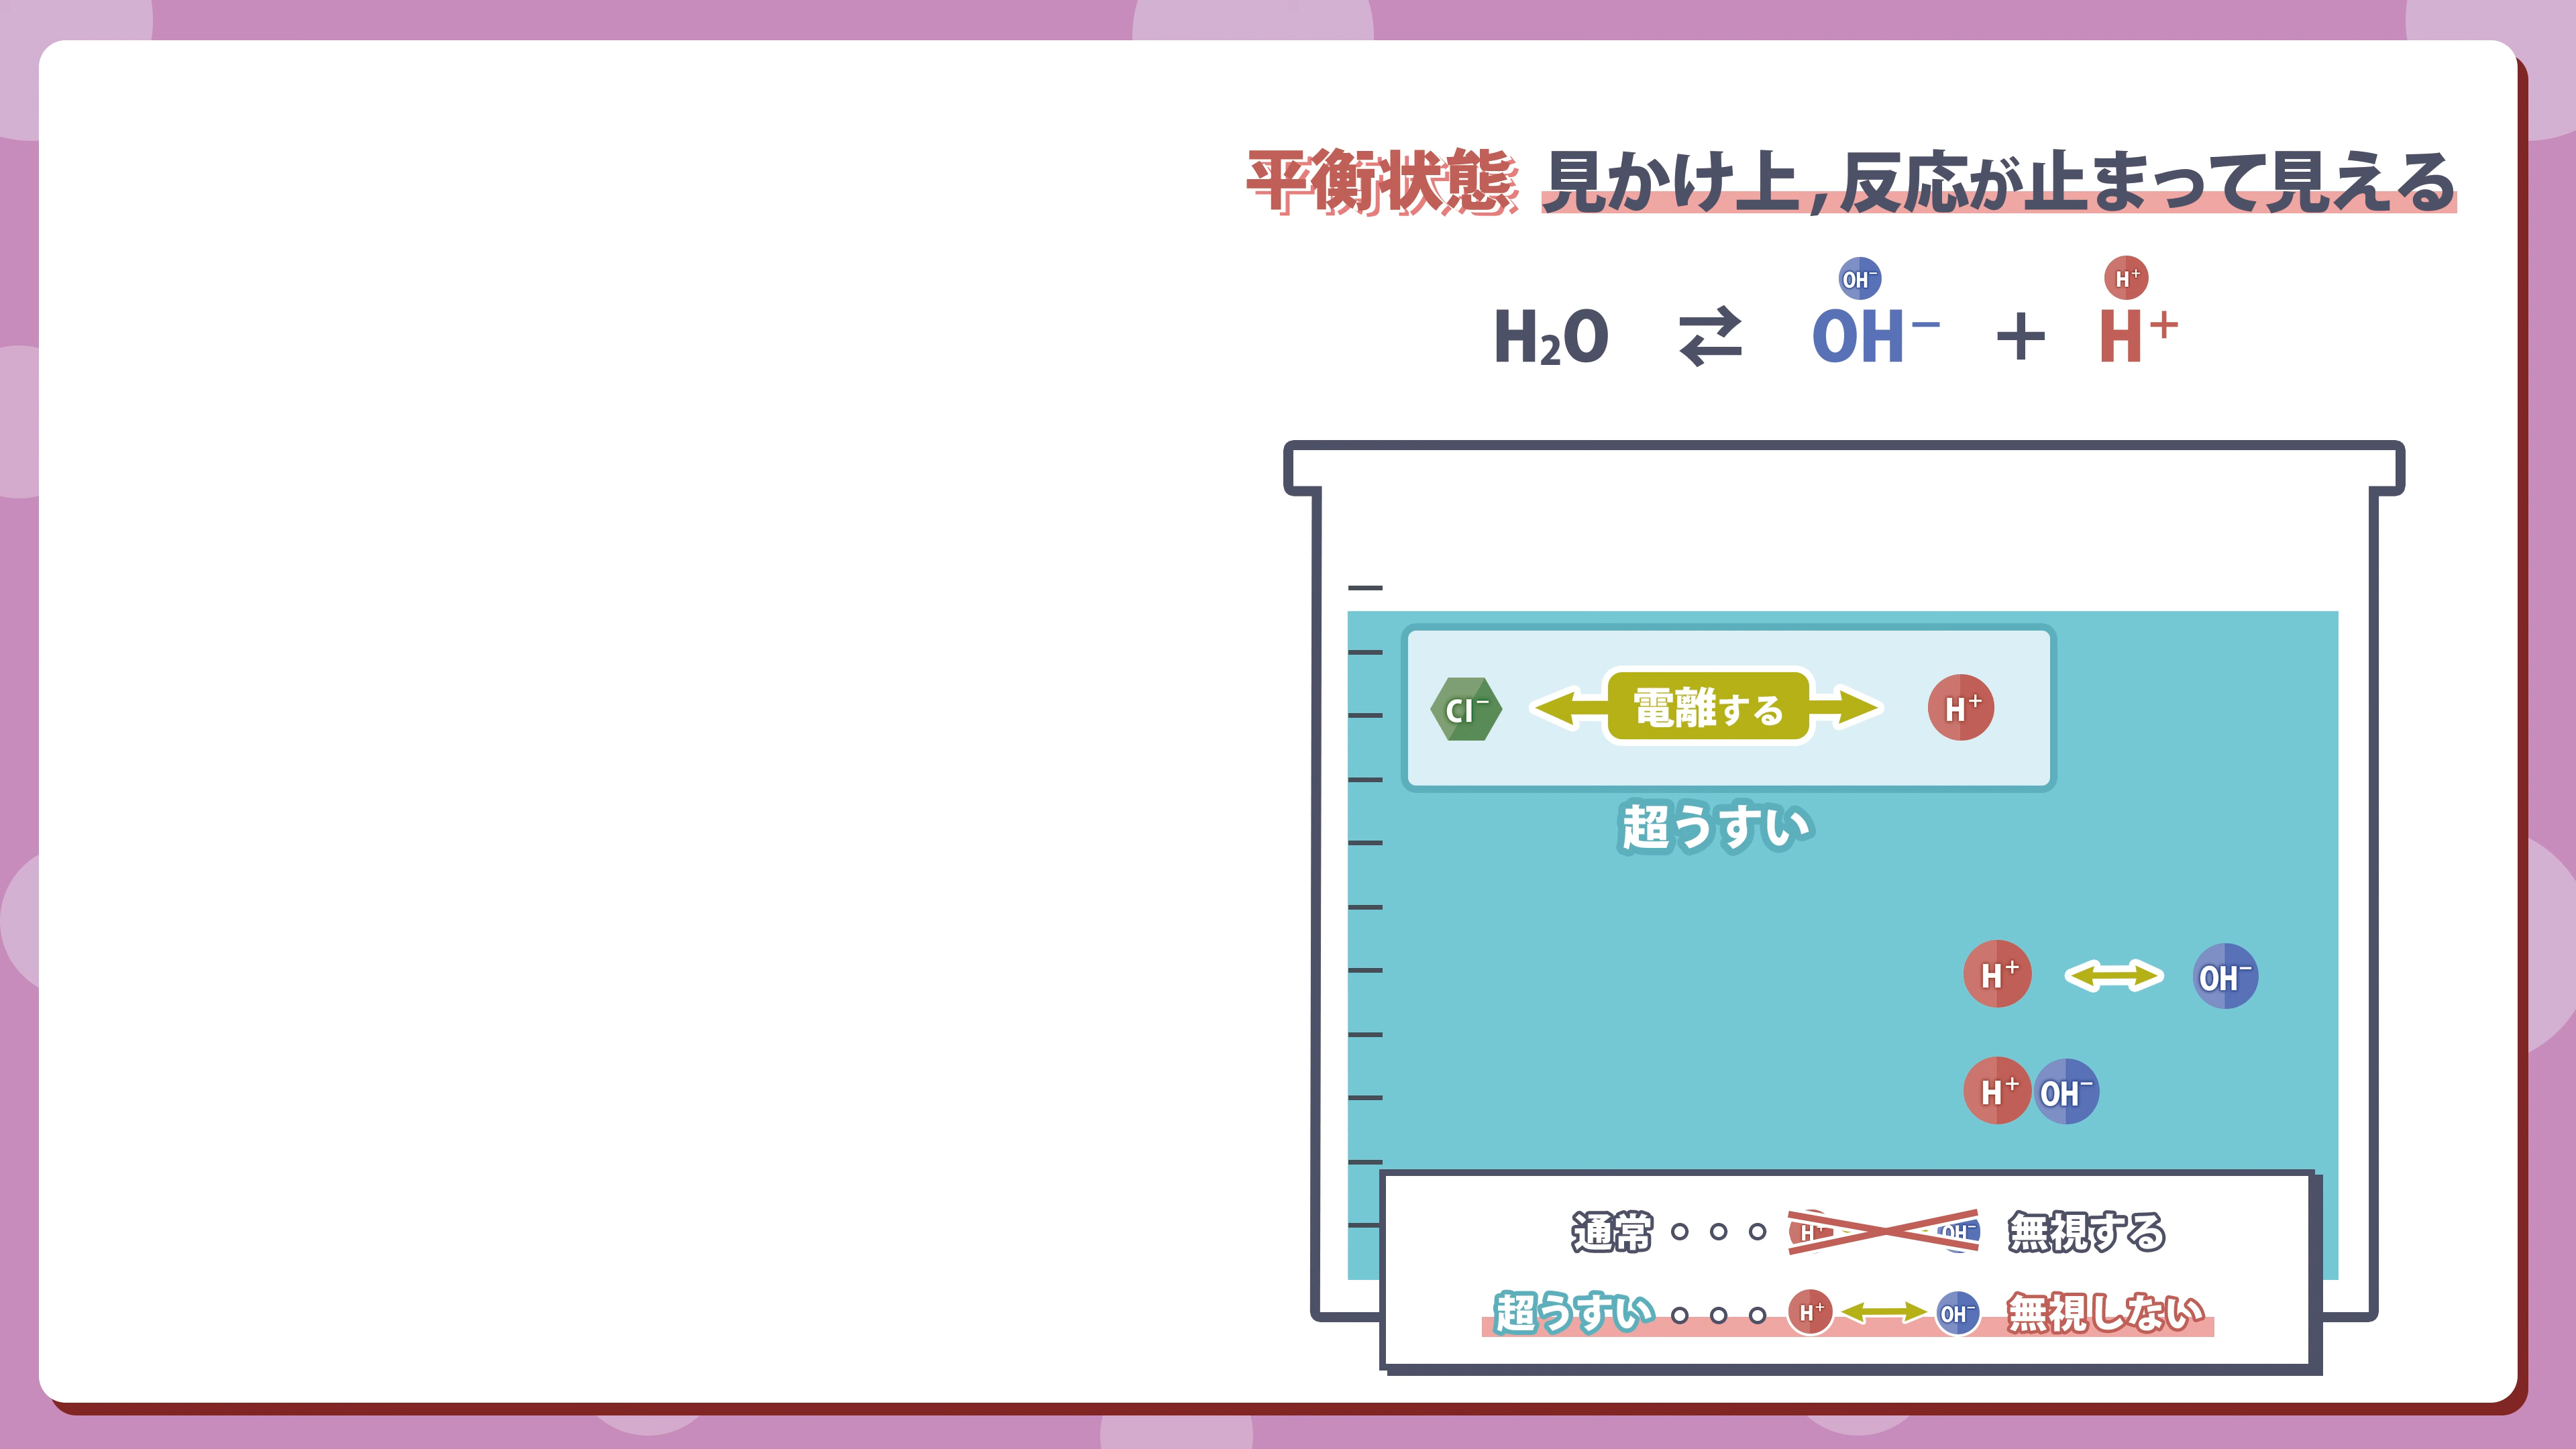 平衡状態 見かけ上,反応が止まって見える
OH⁻ H⁺
H₂O ⇄ OH⁻ + H⁺
Cl⁻ 電離する H⁺
超うすい
H⁺ OH⁻
H⁺ OH⁻
通常 ・・・ H⁺ OH⁻ 無視する
超うすい ・・・ H⁺ OH⁻ 無視しない